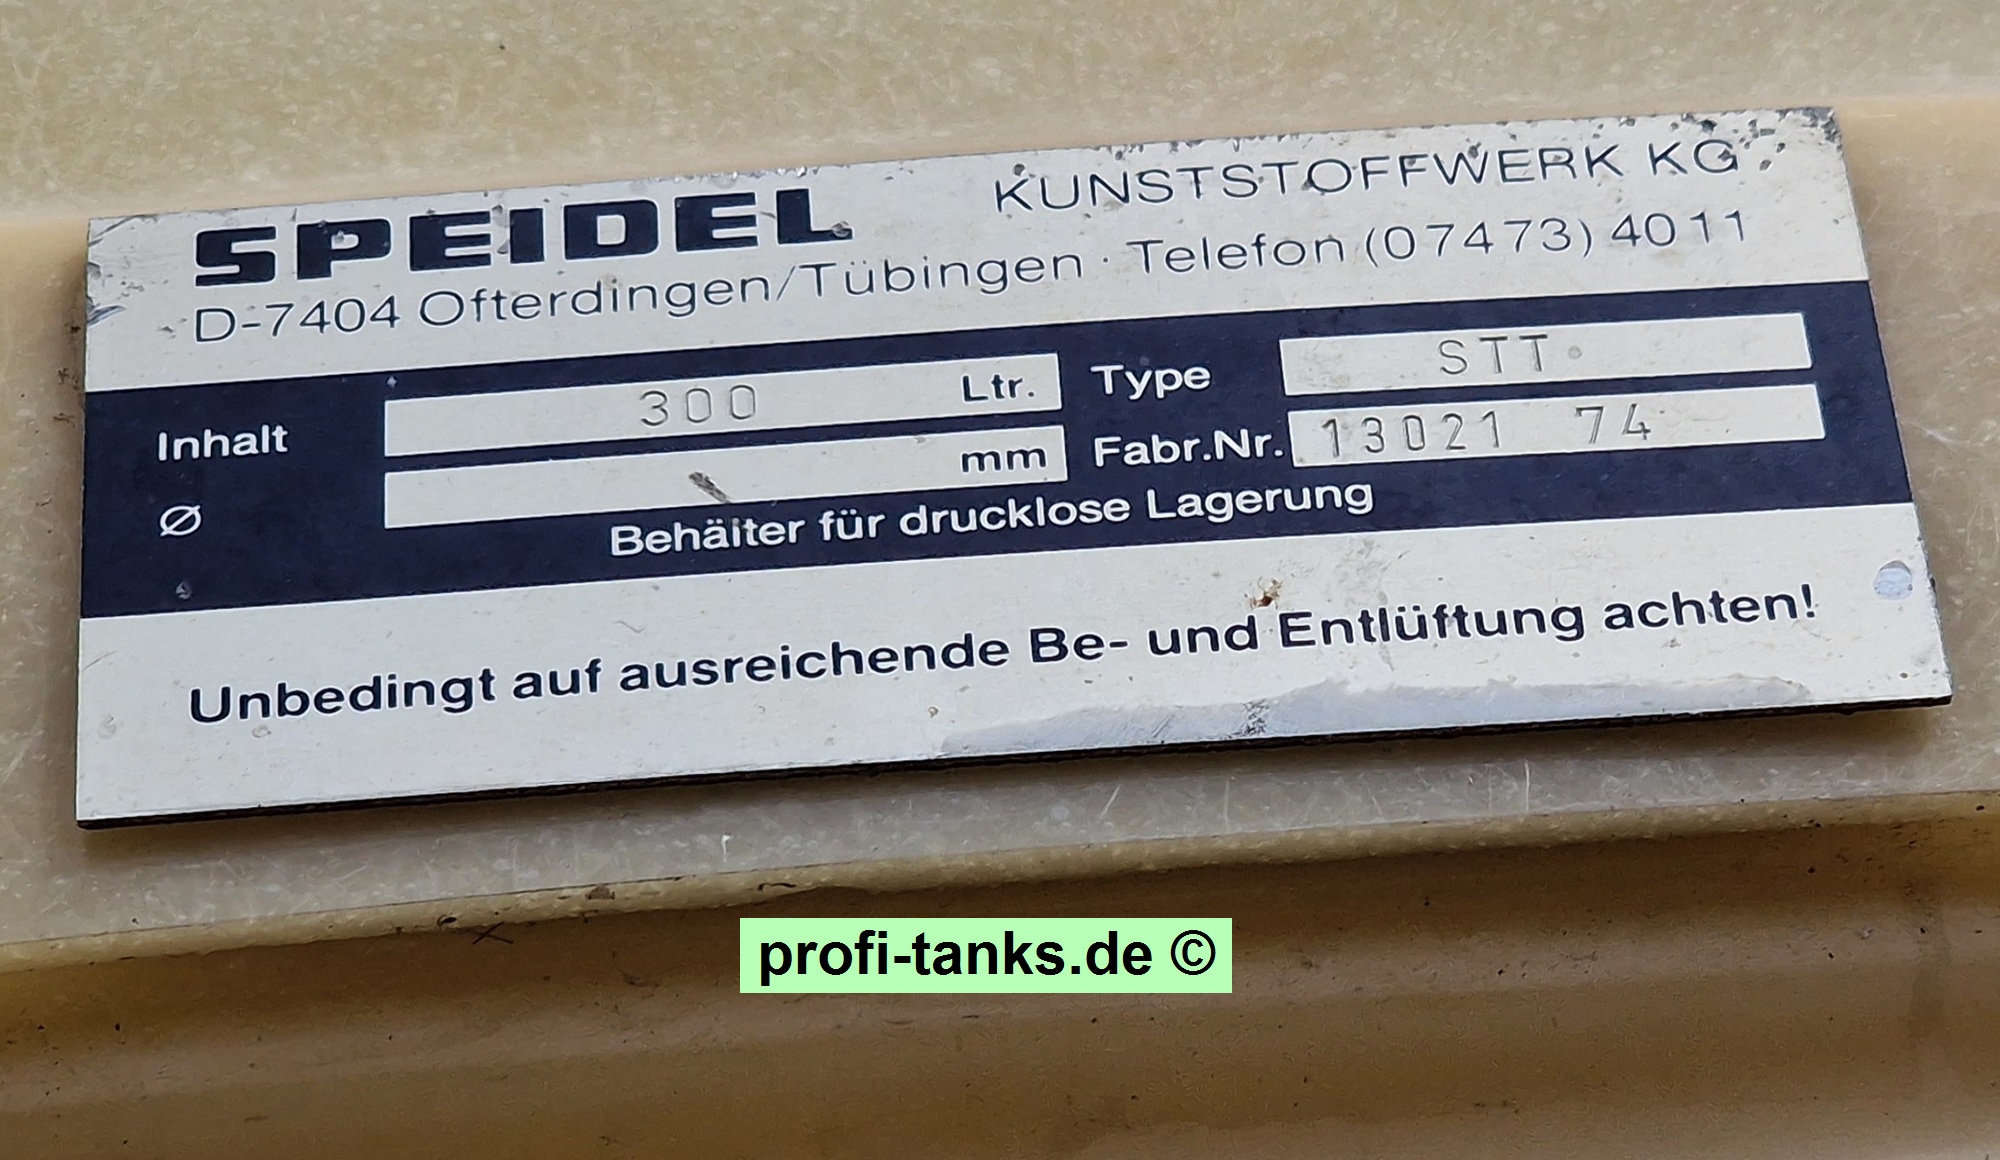 SPEIDEL KUNSTSTOFFWERK KG
D-7404 Ofterdingen/Tübingen · Telefon (07473) 4011
Inhalt 300 Ltr. Type STT
Ø mm Fabr.Nr. 13021 74
Behälter für drucklose Lagerung
Unbedingt auf ausreichende Be- und Entlüftung achten!
profi-tanks.de ©